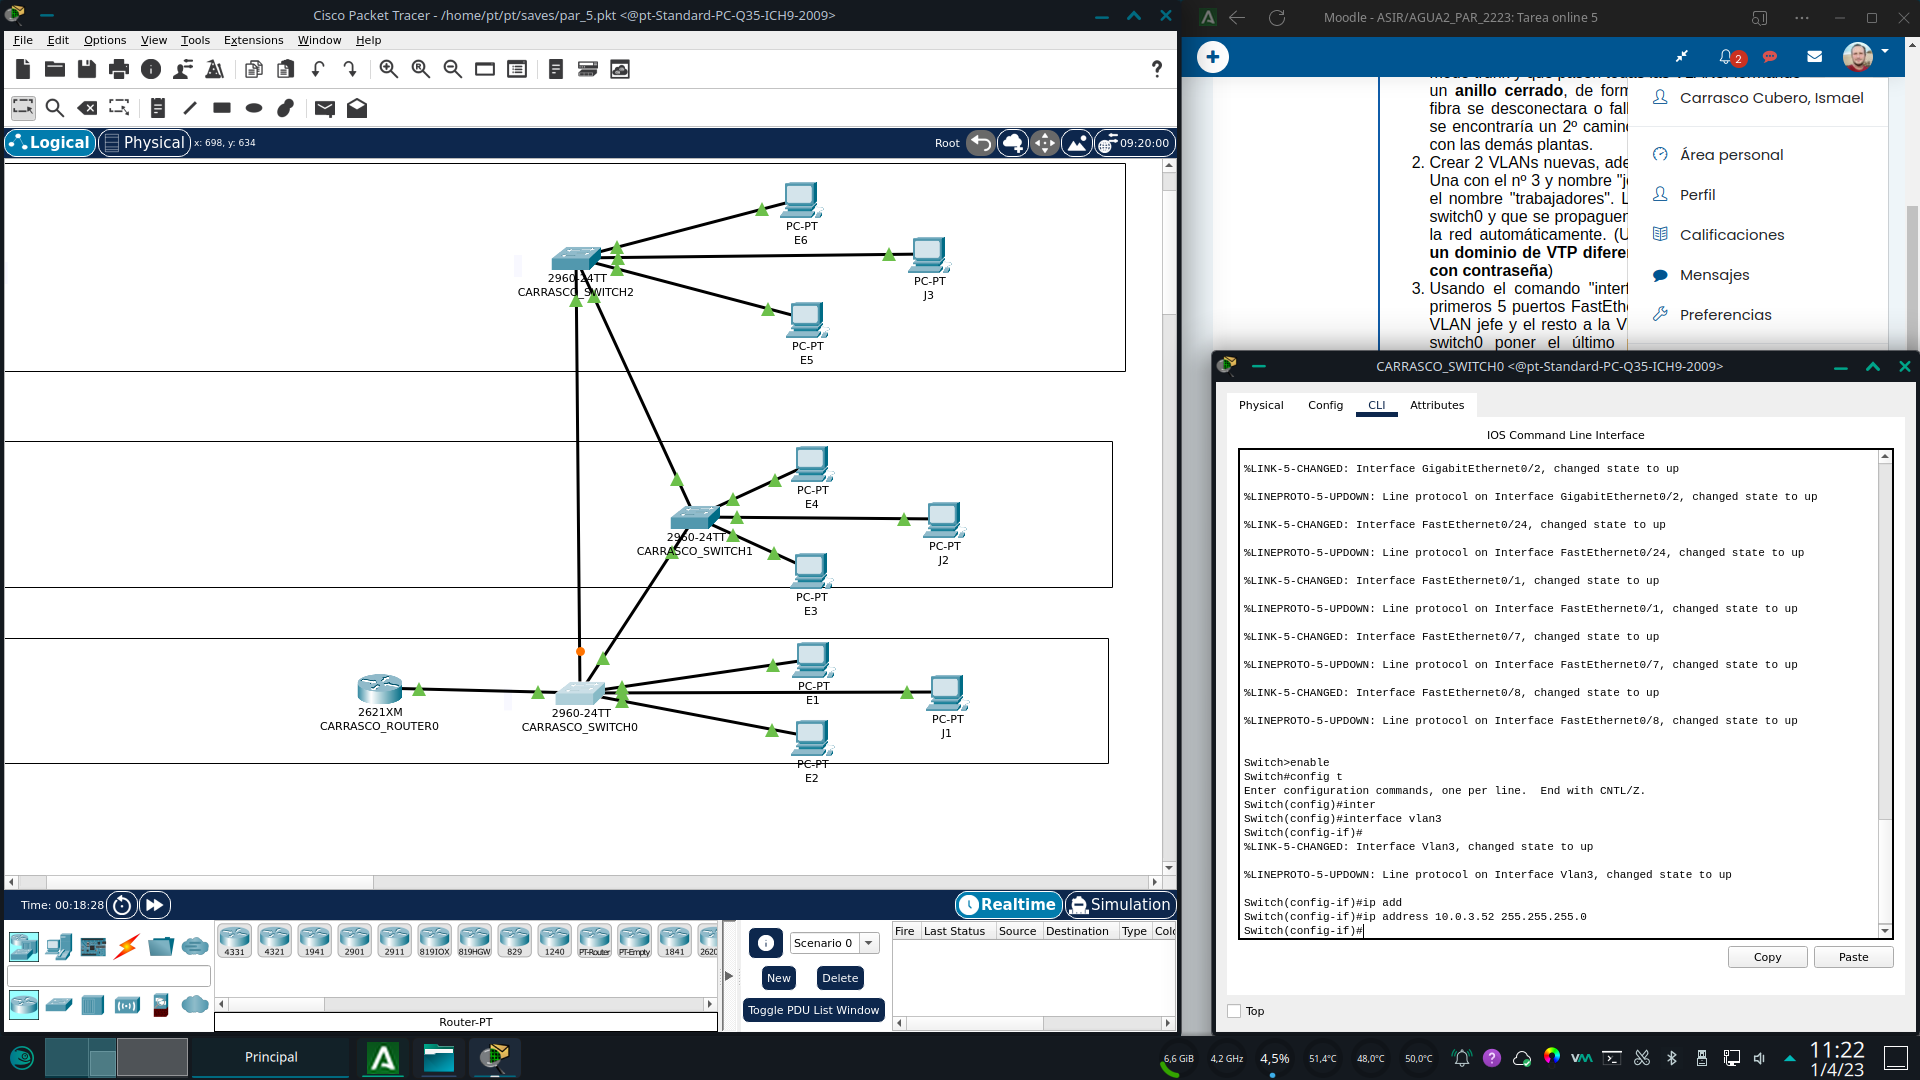 Cisco Packet Tracer - /home/pt/pt/saves/par_5.pkt <@pt-Standard-PC-Q35-ICH9-2009>
File Edit Options View Tools Extensions Window Help
Logical
Physical
x: 698, y: 634
Root
09:20:00
PC-PT
E6
2960-24TT
CARRASCO_SWITCH2
PC-PT
J3
PC-PT
E5
PC-PT
E4
2960-24TT
CARRASCO_SWITCH1
PC-PT
J2
PC-PT
E3
PC-PT
E1
2621XM
CARRASCO_ROUTER0
2960-24TT
CARRASCO_SWITCH0
PC-PT
J1
PC-PT
E2
Time: 00:18:28
Realtime
Simulation
4331 4321 1941 2901 2911 819IOX 819HGW 829 1240 PT-Router PT-Empty 1841 2620
Router-PT
Scenario 0
New
Delete
Toggle PDU List Window
Fire Last Status Source Destination Type Colo
Moodle - ASIR/AGUA2_PAR_2223: Tarea online 5
2
un anillo cerrado, de form
fibra se desconectara o fall
se encontraría un 2º camino
con las demás plantas.
2. Crear 2 VLANs nuevas, ade
Una con el nº 3 y nombre "je
el nombre "trabajadores". L
switch0 y que se propaguen
la red automáticamente. (U
un dominio de VTP diferen
con contraseña)
3. Usando el comando "interf
primeros 5 puertos FastEthe
VLAN jefe y el resto a la V
switch0 poner el último
Carrasco Cubero, Ismael
Área personal
Perfil
Calificaciones
Mensajes
Preferencias
CARRASCO_SWITCH0 <@pt-Standard-PC-Q35-ICH9-2009>
Physical Config CLI Attributes
IOS Command Line Interface
%LINK-5-CHANGED: Interface GigabitEthernet0/2, changed state to up
%LINEPROTO-5-UPDOWN: Line protocol on Interface GigabitEthernet0/2, changed state to up
%LINK-5-CHANGED: Interface FastEthernet0/24, changed state to up
%LINEPROTO-5-UPDOWN: Line protocol on Interface FastEthernet0/24, changed state to up
%LINK-5-CHANGED: Interface FastEthernet0/1, changed state to up
%LINEPROTO-5-UPDOWN: Line protocol on Interface FastEthernet0/1, changed state to up
%LINK-5-CHANGED: Interface FastEthernet0/7, changed state to up
%LINEPROTO-5-UPDOWN: Line protocol on Interface FastEthernet0/7, changed state to up
%LINK-5-CHANGED: Interface FastEthernet0/8, changed state to up
%LINEPROTO-5-UPDOWN: Line protocol on Interface FastEthernet0/8, changed state to up
Switch>enable
Switch#config t
Enter configuration commands, one per line.  End with CNTL/Z.
Switch(config)#inter
Switch(config)#interface vlan3
Switch(config-if)#
%LINK-5-CHANGED: Interface Vlan3, changed state to up
%LINEPROTO-5-UPDOWN: Line protocol on Interface Vlan3, changed state to up
Switch(config-if)#ip add
Switch(config-if)#ip address 10.0.3.52 255.255.255.0
Switch(config-if)#
Copy
Paste
Top
Principal
6,6 GiB 4,2 GHz 4,5% 51,4°C 48,0°C 50,0°C
11:22
1/4/23